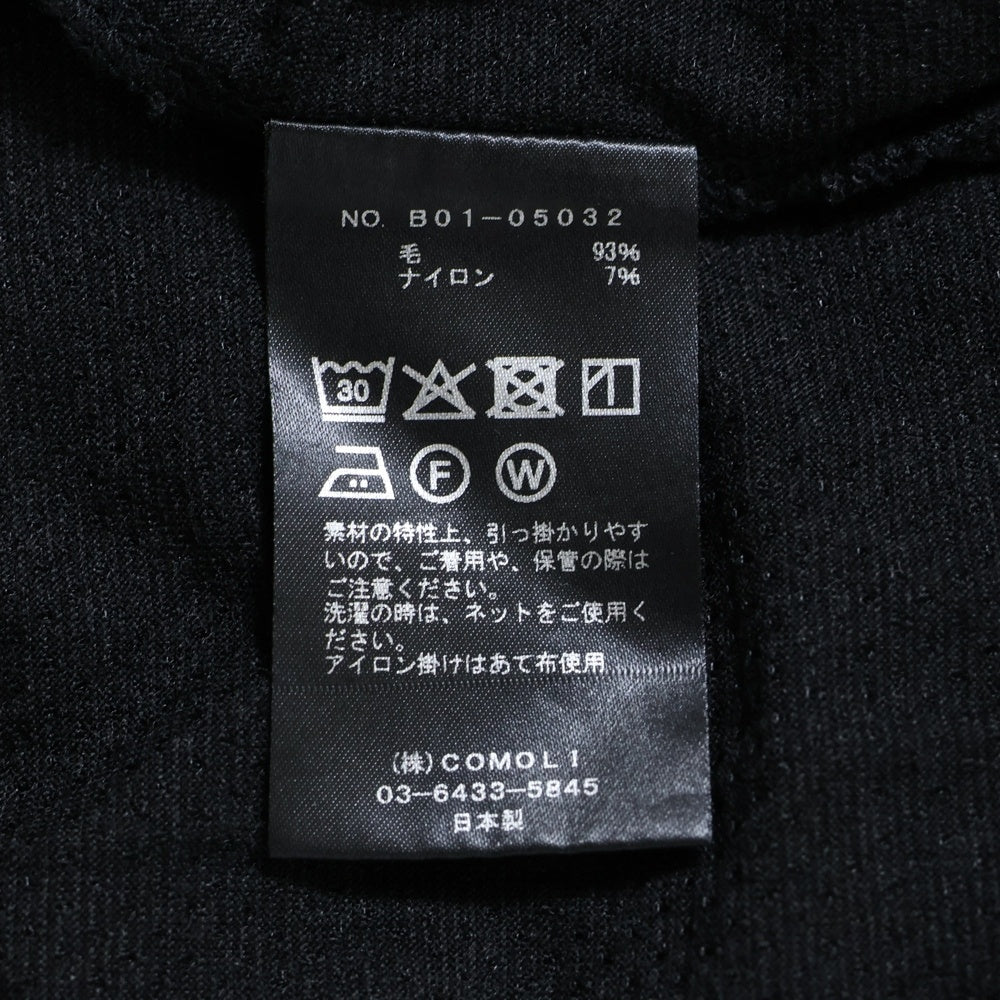 NO. B01-05032
毛 93%
ナイロン 7%
30
F W
素材の特性上、引っ掛かりやす
いので、ご着用や、保管の際は
ご注意ください。
洗濯の時は、ネットをご使用く
ださい。
アイロン掛けはあて布使用
(株)COMOLI
03-6433-5845
日本製